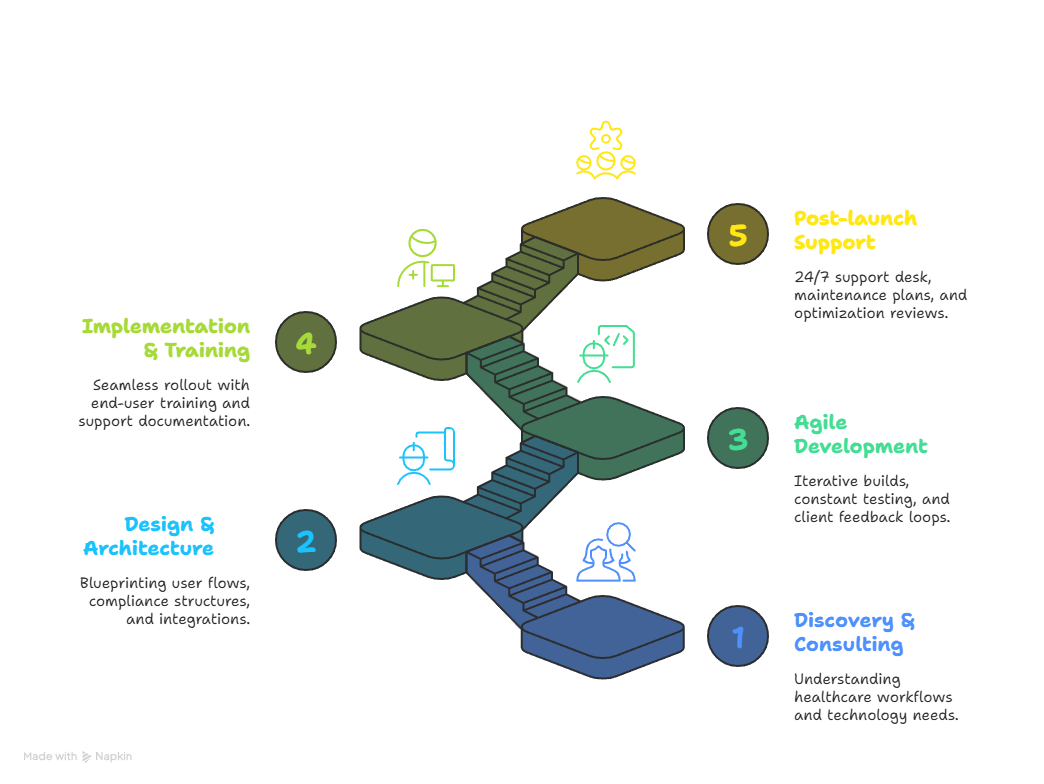 5
Post-launch
Support
24/7 support desk,
maintenance plans, and
optimization reviews.
Implementation
& Training
4
Seamless rollout with
end-user training and
support documentation.
3
Agile
Development
Iterative builds,
constant testing, and
client feedback loops.
Design &
Architecture
2
Blueprinting user flows,
compliance structures,
and integrations.
1
Discovery &
Consulting
Understanding
healthcare workflows
and technology needs.
Made with Napkin